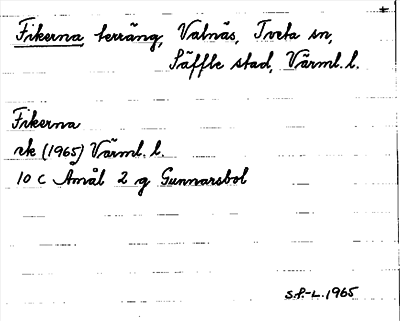 Fikerna, terräng, Valnäs, Tveta sn,
Säffle stad, Värml. l.
Fikerna
rk (1965) Värml. l.
10 c Åmål 2 g Gunnarsbol
S.F.-L. 1965